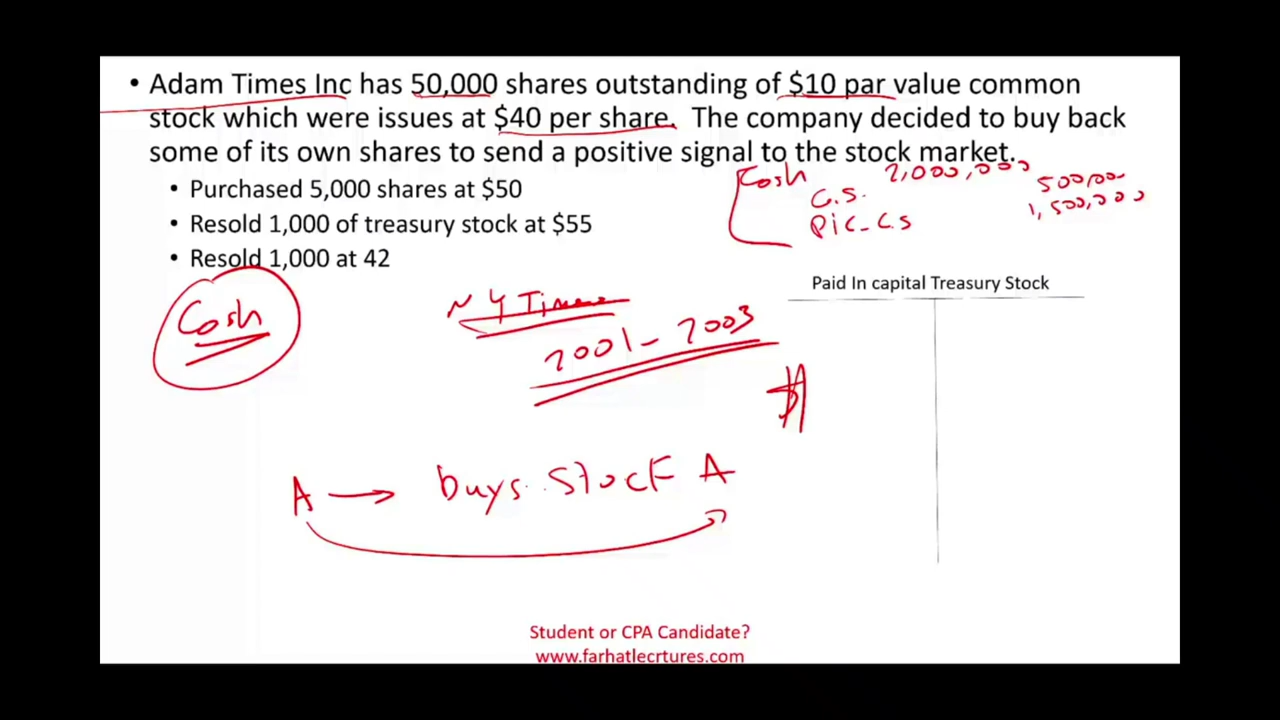 • Adam Times Inc has 50,000 shares outstanding of $10 par value common
stock which were issues at $40 per share. The company decided to buy back
some of its own shares to send a positive signal to the stock market.
• Purchased 5,000 shares at $50
• Resold 1,000 of treasury stock at $55
• Resold 1,000 at 42
Cash 2,000,000
C.S. 500,000
PiC-C.S 1,500,000
Paid In capital Treasury Stock
Cash
N Y Times
2001-2003
$
A → buys Stock A
Student or CPA Candidate?
www.farhatlecrtures.com